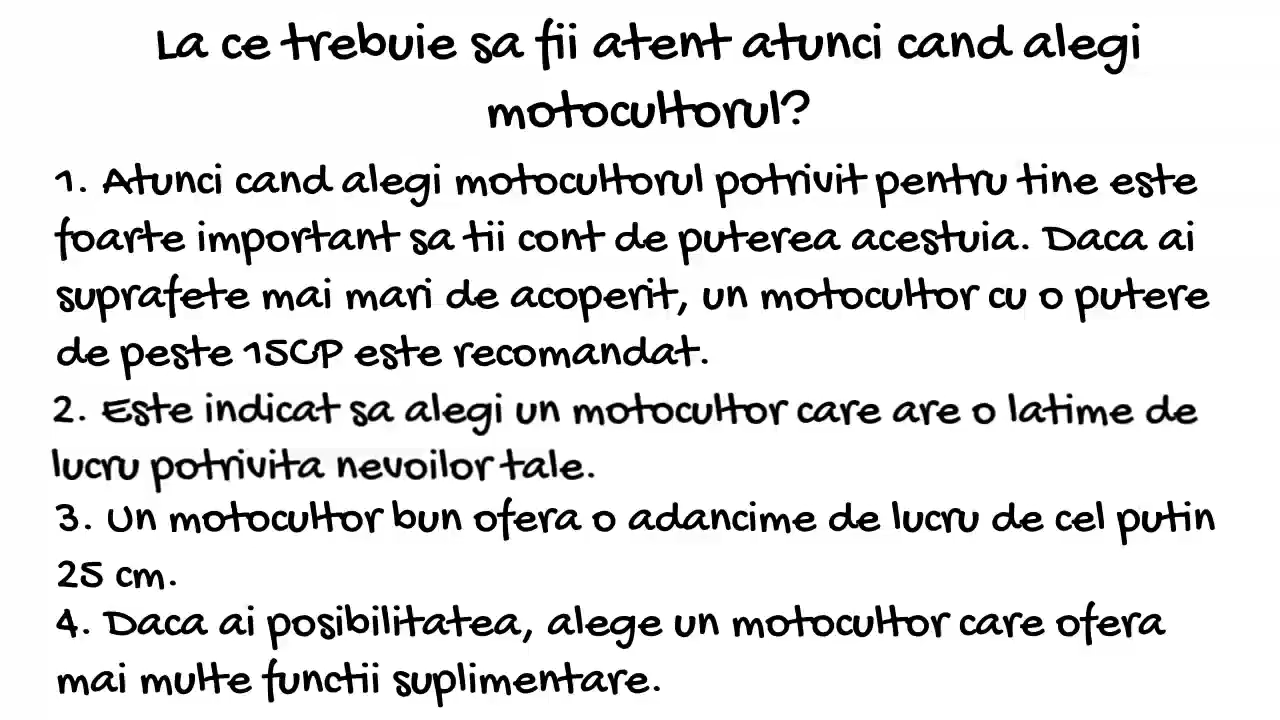 La ce trebuie sa fii atent atunci cand alegi
motocultorul?
1. Atunci cand alegi motocultorul potrivit pentru tine este
foarte important sa tii cont de puterea acestuia. Daca ai
suprafete mai mari de acoperit, un motocultor cu o putere
de peste 15CP este recomandat.
2. Este indicat sa alegi un motocultor care are o latime de
lucru potrivita nevoilor tale.
3. Un motocultor bun ofera o adancime de lucru de cel putin
25 cm.
4. Daca ai posibilitatea, alege un motocultor care ofera
mai multe functii suplimentare.